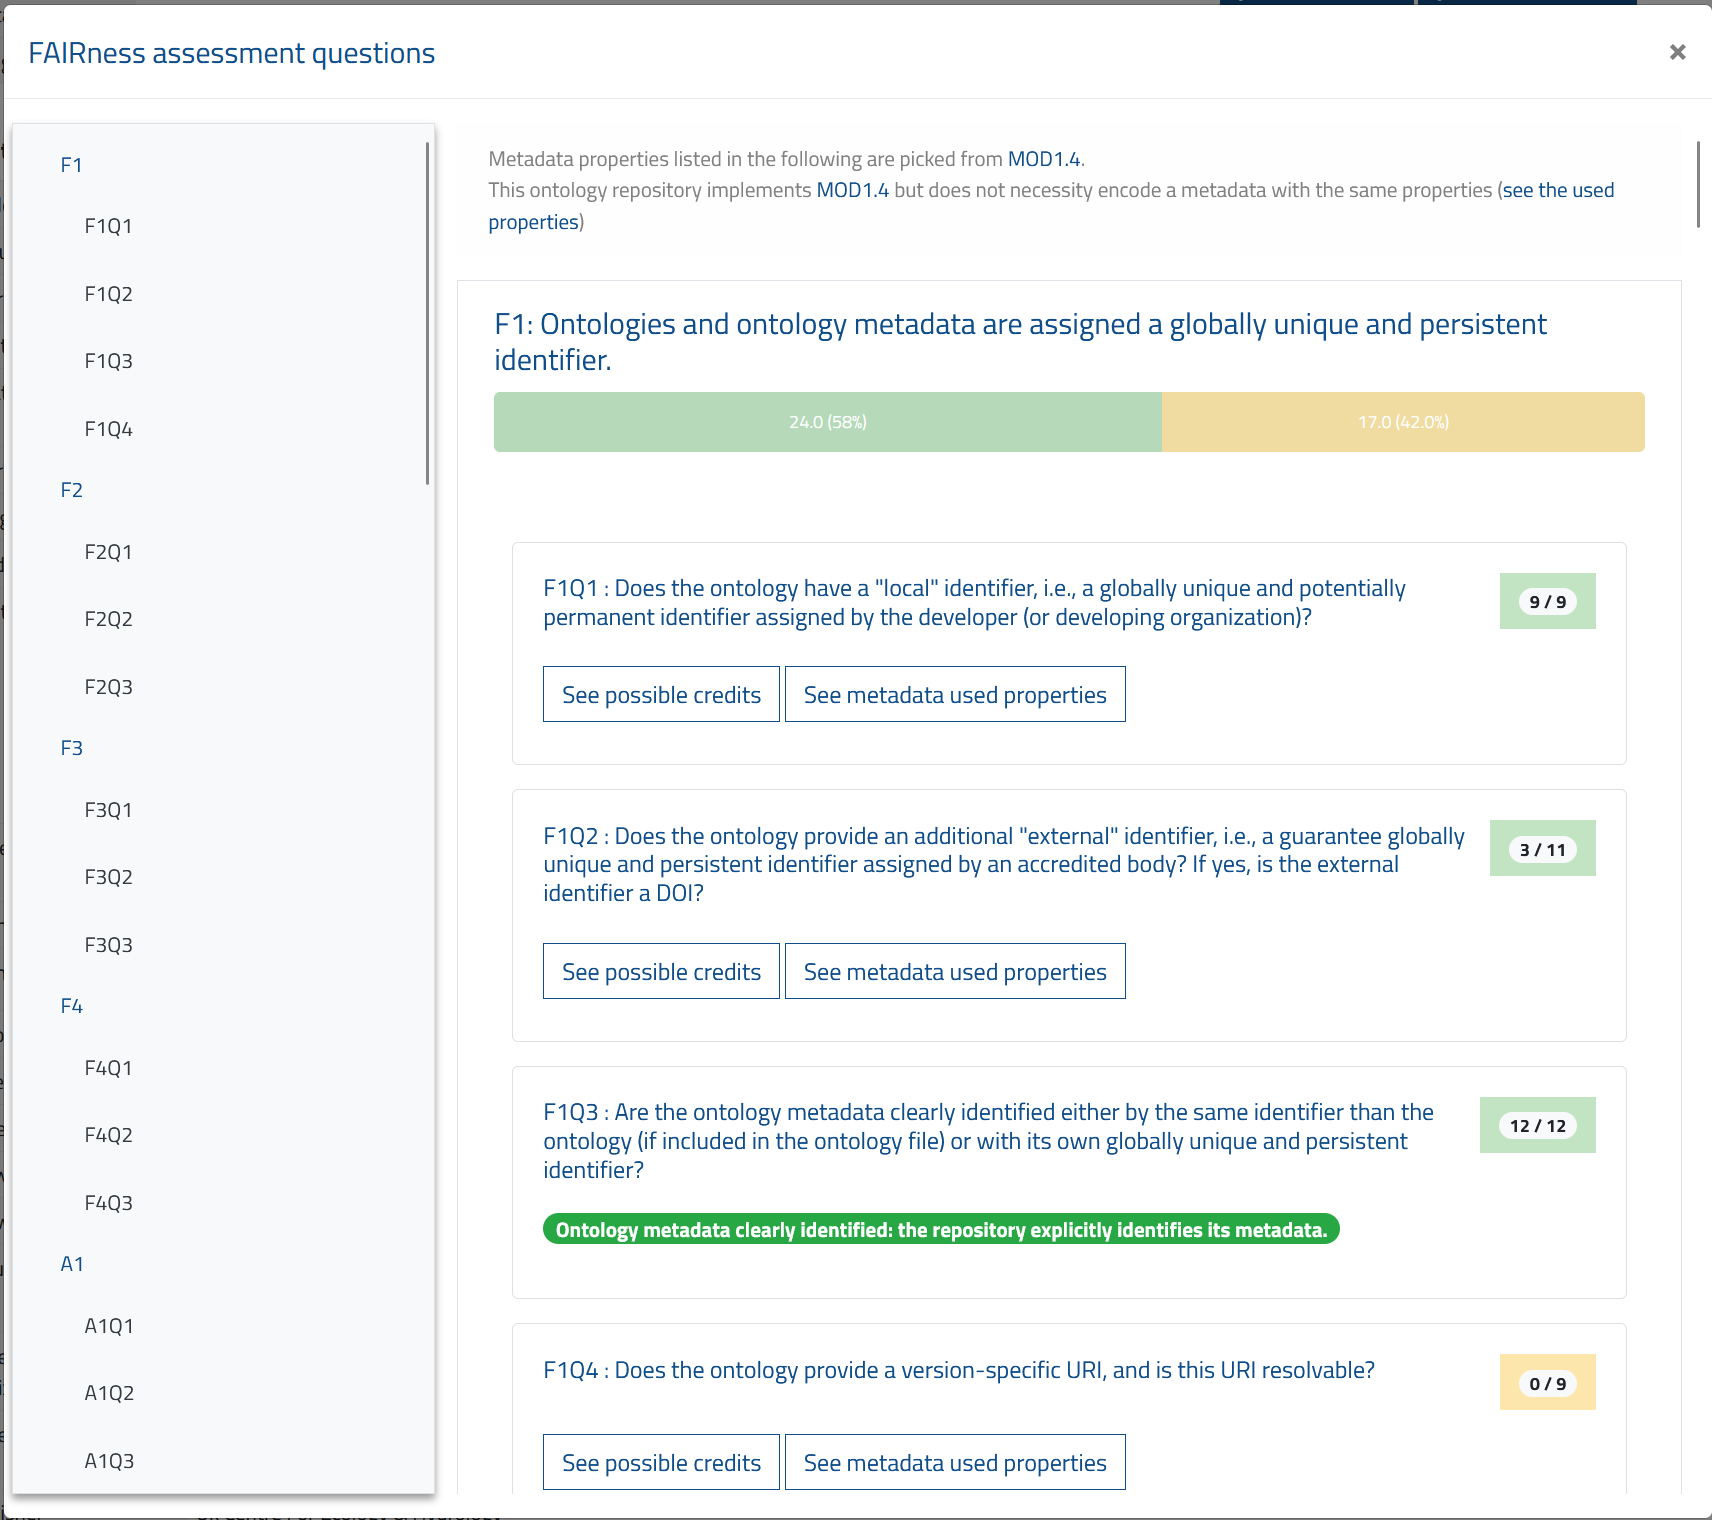 FAIRness assessment questions
×
F1
F1Q1
F1Q2
F1Q3
F1Q4
F2
F2Q1
F2Q2
F2Q3
F3
F3Q1
F3Q2
F3Q3
F4
F4Q1
F4Q2
F4Q3
A1
A1Q1
A1Q2
A1Q3
Metadata properties listed in the following are picked from MOD1.4.
This ontology repository implements MOD1.4 but does not necessity encode a metadata with the same properties (see the used
properties)
F1: Ontologies and ontology metadata are assigned a globally unique and persistent
identifier.
24.0 (58%)
17.0 (42.0%)
F1Q1 : Does the ontology have a "local" identifier, i.e., a globally unique and potentially
permanent identifier assigned by the developer (or developing organization)?
9 / 9
See possible credits
See metadata used properties
F1Q2 : Does the ontology provide an additional "external" identifier, i.e., a guarantee globally
unique and persistent identifier assigned by an accredited body? If yes, is the external
identifier a DOI?
3 / 11
See possible credits
See metadata used properties
F1Q3 : Are the ontology metadata clearly identified either by the same identifier than the
ontology (if included in the ontology file) or with its own globally unique and persistent
identifier?
12 / 12
Ontology metadata clearly identified: the repository explicitly identifies its metadata.
F1Q4 : Does the ontology provide a version-specific URI, and is this URI resolvable?
0 / 9
See possible credits
See metadata used properties